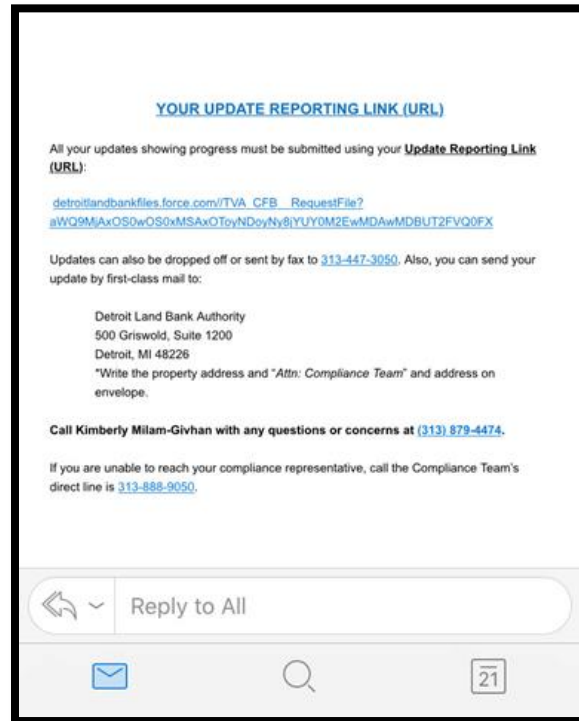 YOUR UPDATE REPORTING LINK (URL)
All your updates showing progress must be submitted using your Update Reporting Link
(URL):
detroitlandbankfiles.force.com//TVA_CFB__RequestFile?
aWQ9MjAxOS0wOS0xMSAxOToyNDoyNy8jYUY0M2EwMDAwMDBUT2FVQ0FX
Updates can also be dropped off or sent by fax to 313-447-3050. Also, you can send your
update by first-class mail to:
Detroit Land Bank Authority
500 Griswold, Suite 1200
Detroit, MI 48226
*Write the property address and “Attn: Compliance Team” and address on
envelope.
Call Kimberly Milam-Givhan with any questions or concerns at (313) 879-4474.
If you are unable to reach your compliance representative, call the Compliance Team’s
direct line is 313-888-9050.
Reply to All
21